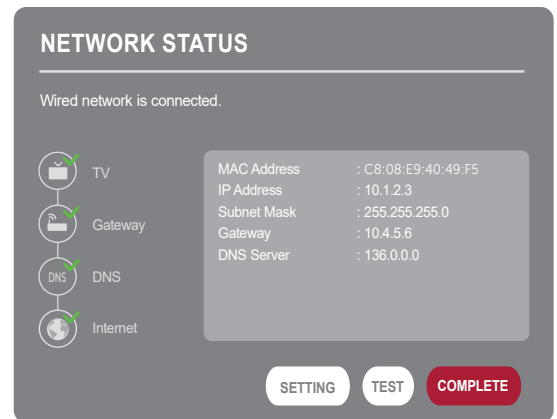 NETWORK STATUS
Wired network is connected.
TV
Gateway
DNS DNS
Internet
MAC Address : C8:08:E9:40:49:F5
IP Address : 10.1.2.3
Subnet Mask : 255.255.255.0
Gateway : 10.4.5.6
DNS Server : 136.0.0.0
SETTING TEST COMPLETE